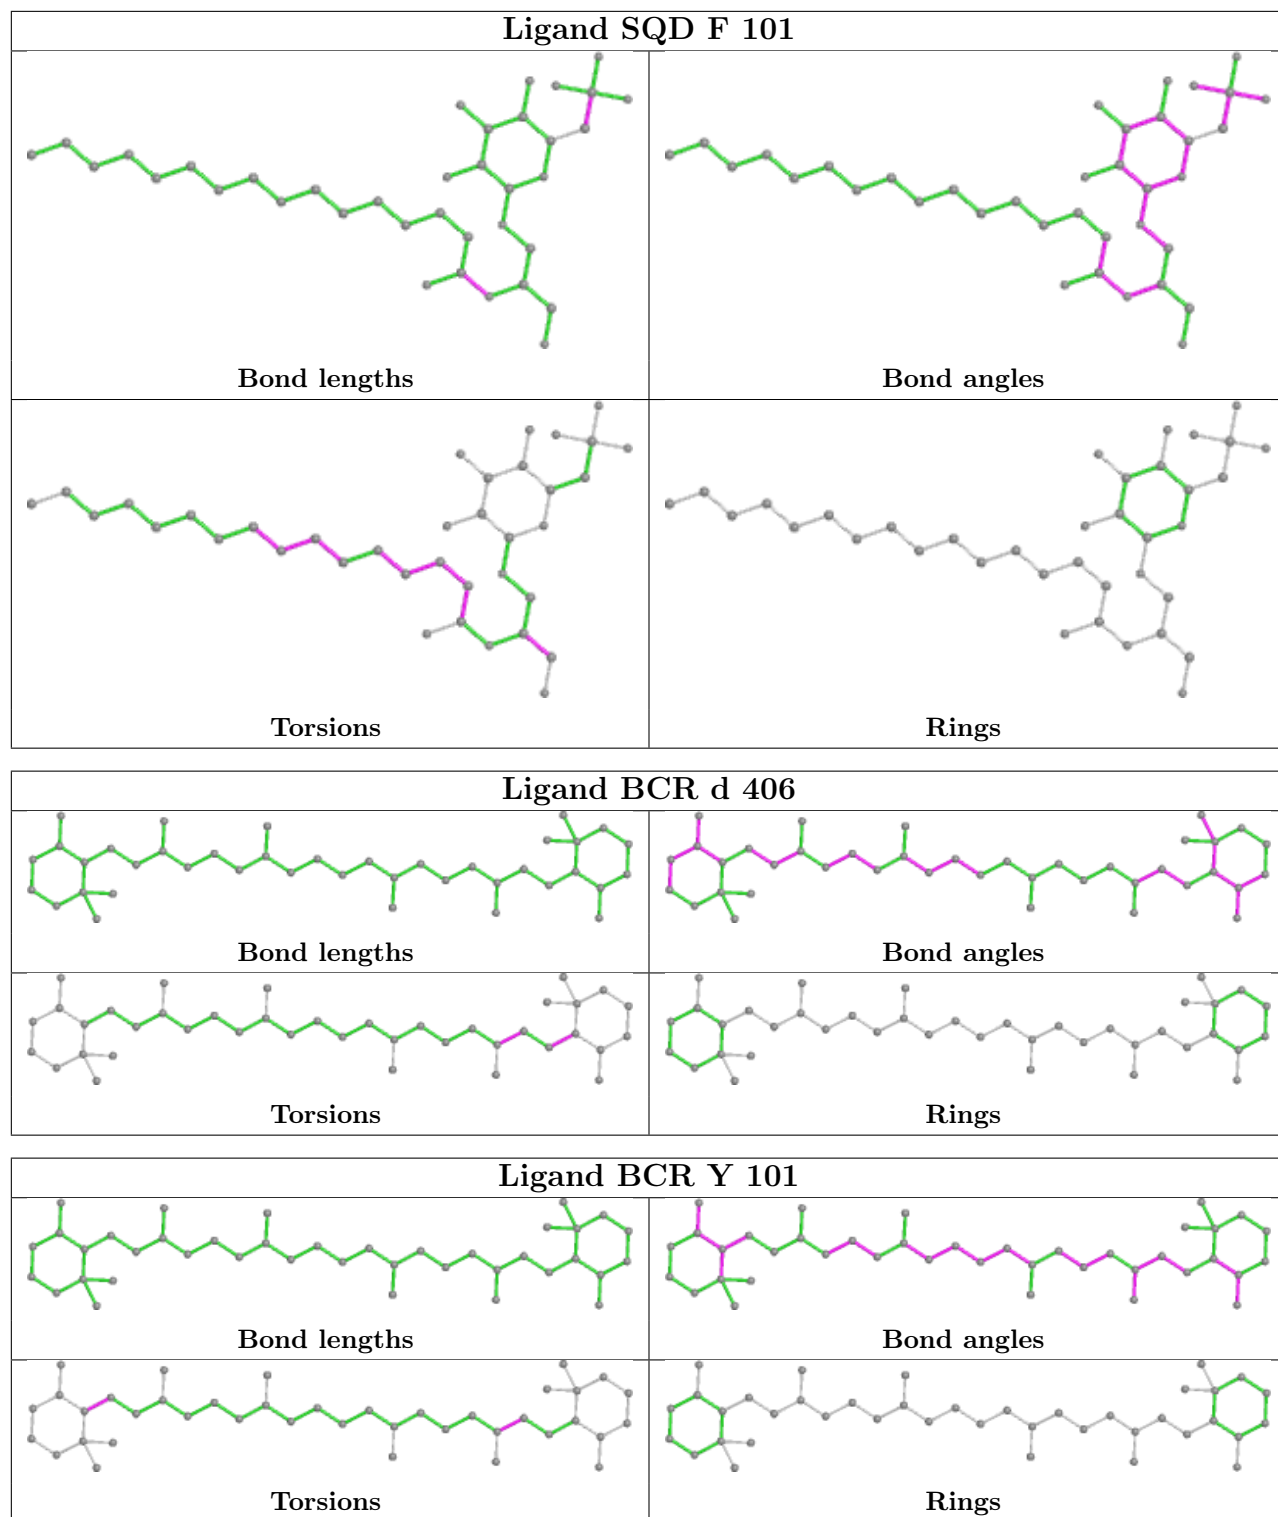 Ligand SQD F 101
Bond lengths
Bond angles
Torsions
Rings
Ligand BCR d 406
Bond lengths
Bond angles
Torsions
Rings
Ligand BCR Y 101
Bond lengths
Bond angles
Torsions
Rings